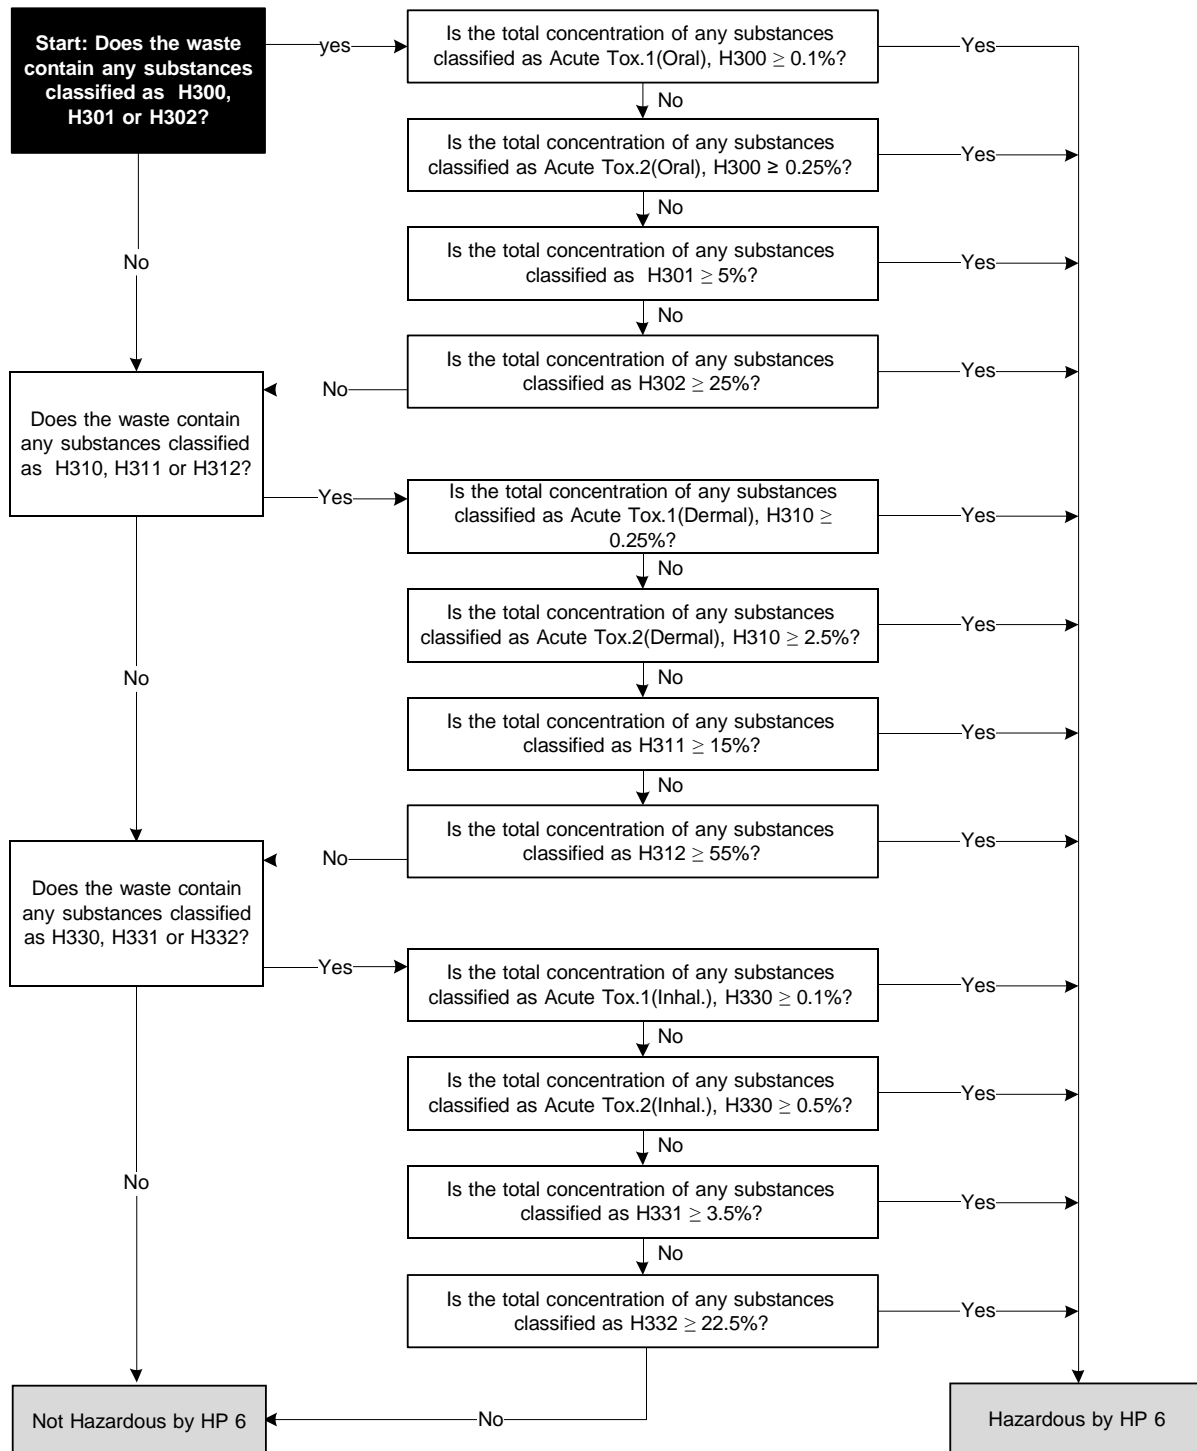 Start: Does the waste
contain any substances
classified as H300,
H301 or H302?
yes
Is the total concentration of any substances
classified as Acute Tox.1(Oral), H300 ≥ 0.1%?
Yes
No
Is the total concentration of any substances
classified as Acute Tox.2(Oral), H300 ≥ 0.25%?
Yes
No
Is the total concentration of any substances
classified as H301 ≥ 5%?
Yes
No
No
Is the total concentration of any substances
classified as H302 ≥ 25%?
Yes
No
Does the waste contain
any substances classified
as H310, H311 or H312?
Yes
Is the total concentration of any substances
classified as Acute Tox.1(Dermal), H310 ≥
0.25%?
Yes
No
Is the total concentration of any substances
classified as Acute Tox.2(Dermal), H310 ≥ 2.5%?
Yes
No
No
Is the total concentration of any substances
classified as H311 ≥ 15%?
Yes
No
Is the total concentration of any substances
classified as H312 ≥ 55%?
Yes
No
Does the waste contain
any substances classified
as H330, H331 or H332?
Yes
Is the total concentration of any substances
classified as Acute Tox.1(Inhal.), H330 ≥ 0.1%?
Yes
No
Is the total concentration of any substances
classified as Acute Tox.2(Inhal.), H330 ≥ 0.5%?
Yes
No
No
Is the total concentration of any substances
classified as H331 ≥ 3.5%?
Yes
No
Is the total concentration of any substances
classified as H332 ≥ 22.5%?
Yes
Not Hazardous by HP 6
No
Hazardous by HP 6